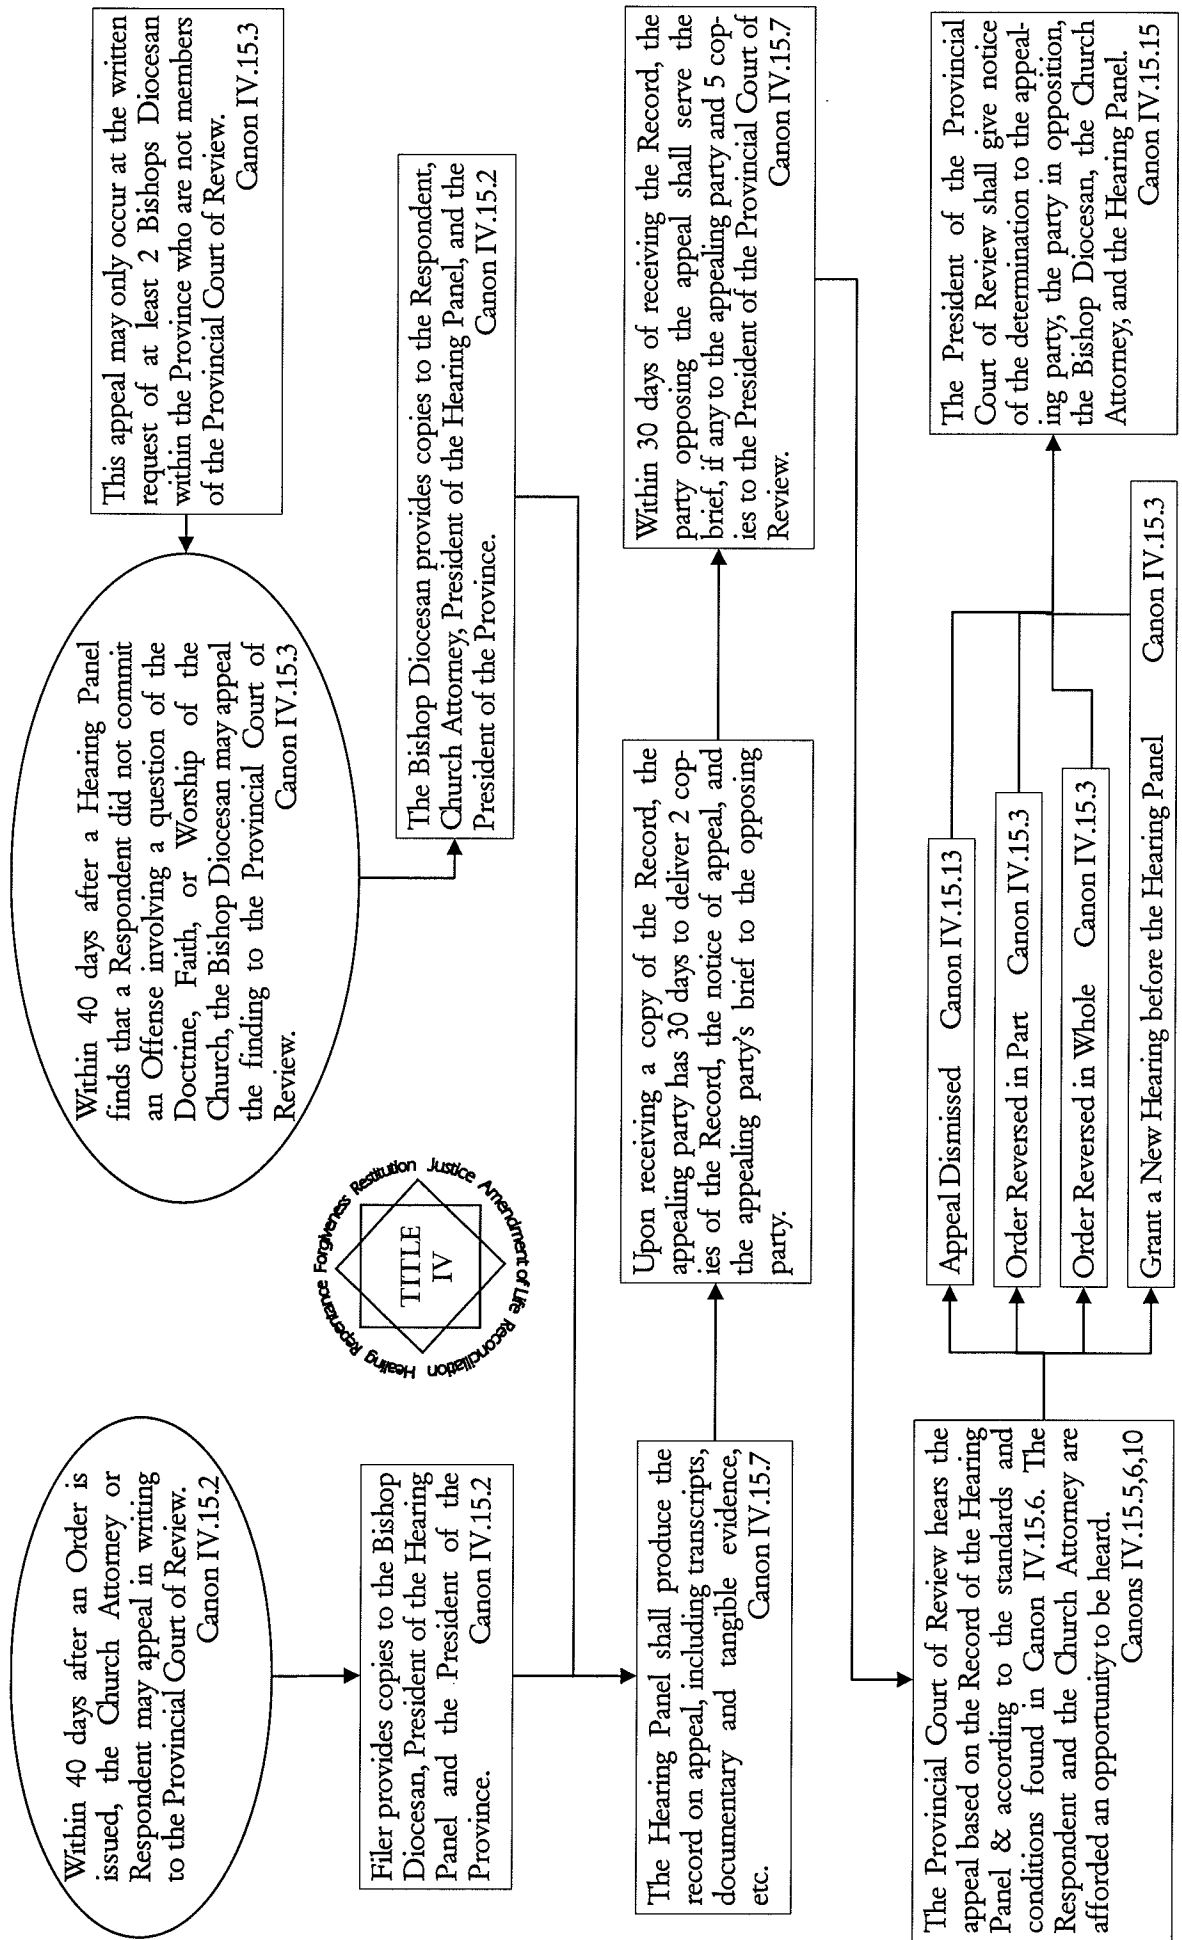 Within 40 days after an Order is
issued, the Church Attorney or
Respondent may appeal in writing
to the Provincial Court of Review.
Canon IV.15.2
Within 40 days after a Hearing Panel
finds that a Respondent did not commit
an Offense involving a question of the
Doctrine, Faith, or Worship of the
Church, the Bishop Diocesan may appeal
the finding to the Provincial Court of
Review.
Canon IV.15.3
This appeal may only occur at the written
request of at least 2 Bishops Diocesan
within the Province who are not members
of the Provincial Court of Review.
Canon IV.15.3
Filer provides copies to the Bishop
Diocesan, President of the Hearing
Panel and the President of the
Province.
Canon IV.15.2
Healing Repentance Forgiveness Restitution Justice Amendment of Life Reconciliation
TITLE
IV
The Bishop Diocesan provides copies to the Respondent,
Church Attorney, President of the Hearing Panel, and the
President of the Province.
Canon IV.15.2
The Hearing Panel shall produce the
record on appeal, including transcripts,
documentary and tangible evidence,
etc.
Canon IV.15.7
Upon receiving a copy of the Record, the
appealing party has 30 days to deliver 2 cop-
ies of the Record, the notice of appeal, and
the appealing party's brief to the opposing
party.
Within 30 days of receiving the Record, the
party opposing the appeal shall serve the
brief, if any to the appealing party and 5 cop-
ies to the President of the Provincial Court of
Review.
Canon IV.15.7
The Provincial Court of Review hears the
appeal based on the Record of the Hearing
Panel & according to the standards and
conditions found in Canon IV.15.6. The
Respondent and the Church Attorney are
afforded an opportunity to be heard.
Canons IV.15.5,6,10
Appeal Dismissed Canon IV.15.13
Order Reversed in Part Canon IV.15.3
Order Reversed in Whole Canon IV.15.3
Grant a New Hearing before the Hearing Panel Canon IV.15.3
The President of the Provincial
Court of Review shall give notice
of the determination to the appeal-
ing party, the party in opposition,
the Bishop Diocesan, the Church
Attorney, and the Hearing Panel.
Canon IV.15.15